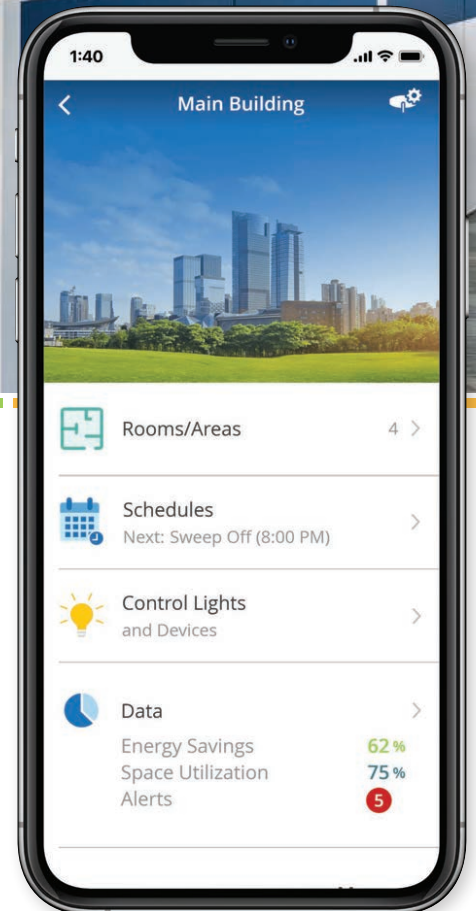 1:40
Main Building
Rooms/Areas 4
Schedules
Next: Sweep Off (8:00 PM)
Control Lights
and Devices
Data
Energy Savings 62 %
Space Utilization 75 %
Alerts 5